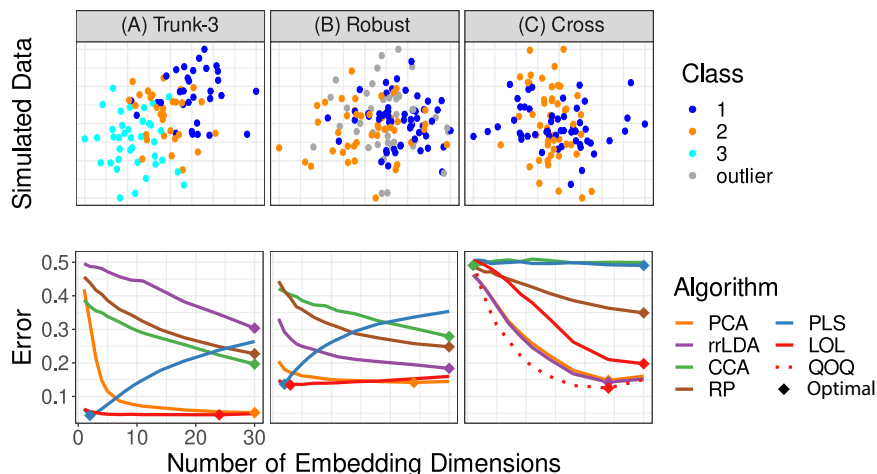 (A) Trunk-3
(B) Robust
(C) Cross
Simulated Data
Class
1
2
3
outlier
Error
0.5
0.4
0.3
0.2
0.1
0
10
20
30
Number of Embedding Dimensions
Algorithm
PCA
rrLDA
CCA
RP
PLS
LOL
QOQ
Optimal